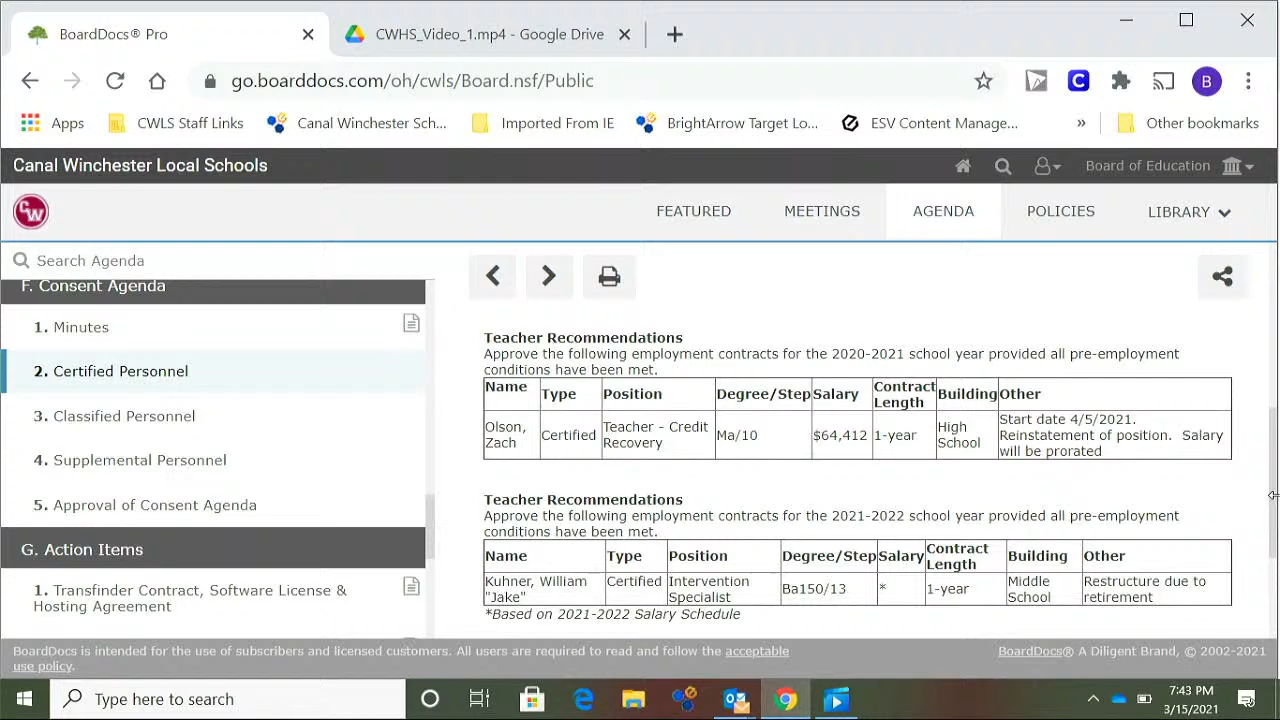 BoardDocs® Pro
CWHS_Video_1.mp4 - Google Drive
go.boarddocs.com/oh/cwls/Board.nsf/Public
B
Apps
CWLS Staff Links
Canal Winchester Sch...
Imported From IE
BrightArrow Target Lo...
ESV Content Manage...
»
Other bookmarks
Canal Winchester Local Schools
Board of Education
CW
FEATURED
MEETINGS
AGENDA
POLICIES
LIBRARY
Search Agenda
F. Consent Agenda
1. Minutes
2. Certified Personnel
3. Classified Personnel
4. Supplemental Personnel
5. Approval of Consent Agenda
G. Action Items
1. Transfinder Contract, Software License &
Hosting Agreement
Teacher Recommendations
Approve the following employment contracts for the 2020-2021 school year provided all pre-employment
conditions have been met.
Name Type Position Degree/Step Salary Contract Length Building Other
Olson, Zach Certified Teacher - Credit Recovery Ma/10 $64,412 1-year High School Start date 4/5/2021. Reinstatement of position. Salary will be prorated
Teacher Recommendations
Approve the following employment contracts for the 2021-2022 school year provided all pre-employment
conditions have been met.
Name Type Position Degree/Step Salary Contract Length Building Other
Kuhner, William "Jake" Certified Intervention Specialist Ba150/13 * 1-year Middle School Restructure due to retirement
*Based on 2021-2022 Salary Schedule
BoardDocs is intended for the use of subscribers and licensed customers. All users are required to read and follow the acceptable
use policy.
BoardDocs® A Diligent Brand, © 2002-2021
Type here to search
7:43 PM
3/15/2021